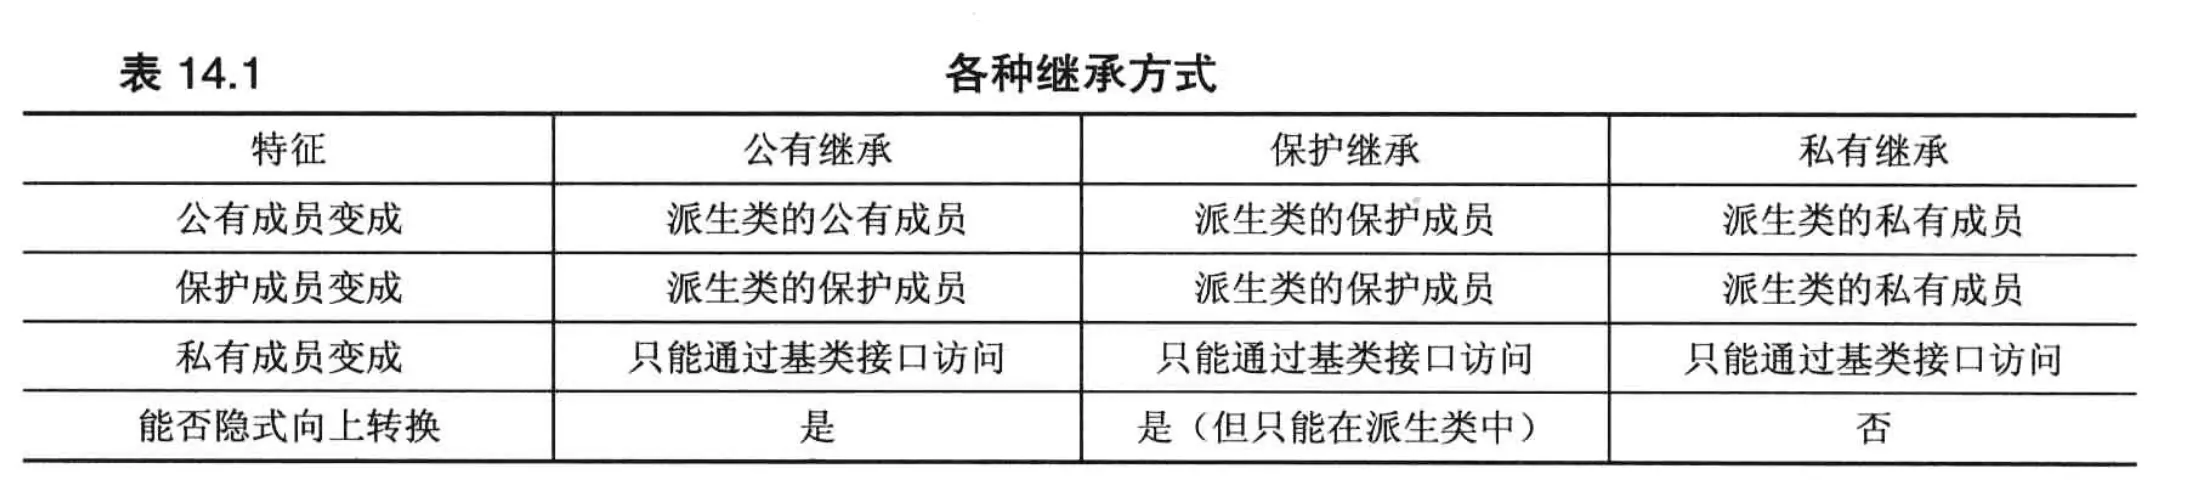 表 14.1 各种继承方式
特征 公有继承 保护继承 私有继承
公有成员变成 派生类的公有成员 派生类的保护成员 派生类的私有成员
保护成员变成 派生类的保护成员 派生类的保护成员 派生类的私有成员
私有成员变成 只能通过基类接口访问 只能通过基类接口访问 只能通过基类接口访问
能否隐式向上转换 是 是（但只能在派生类中） 否